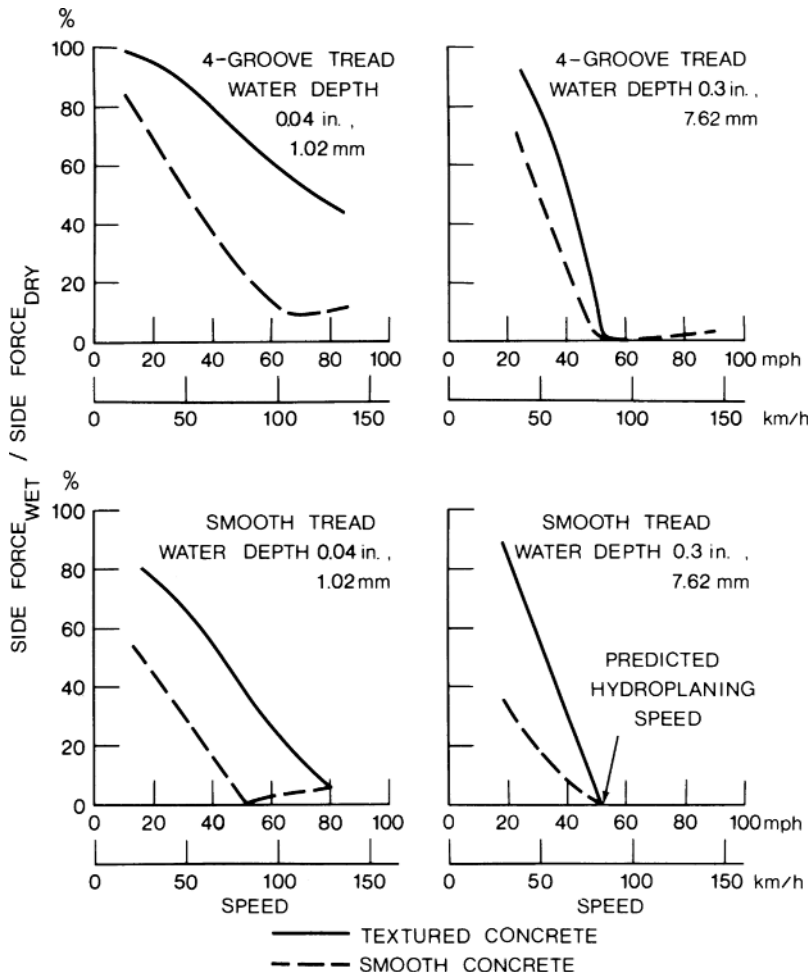 %
100
80
60
40
20
0
4-GROOVE TREAD
WATER DEPTH
0.04 in. ,
1.02 mm
0 20 40 60 80 100
0 50 100 150
4-GROOVE TREAD
WATER DEPTH 0.3 in. ,
7.62 mm
20 40 60 80 100 mph
0 50 100 150 km/h
SIDE FORCE WET / SIDE FORCE DRY
%
100
80
60
40
20
0
SMOOTH TREAD
WATER DEPTH 0.04 in. ,
1.02 mm
0 20 40 60 80 100
0 50 100 150
SPEED
SMOOTH TREAD
WATER DEPTH 0.3 in. ,
7.62 mm
PREDICTED
HYDROPLANING
SPEED
20 40 60 80 100 mph
0 50 100 150 km/h
SPEED
TEXTURED CONCRETE
SMOOTH CONCRETE